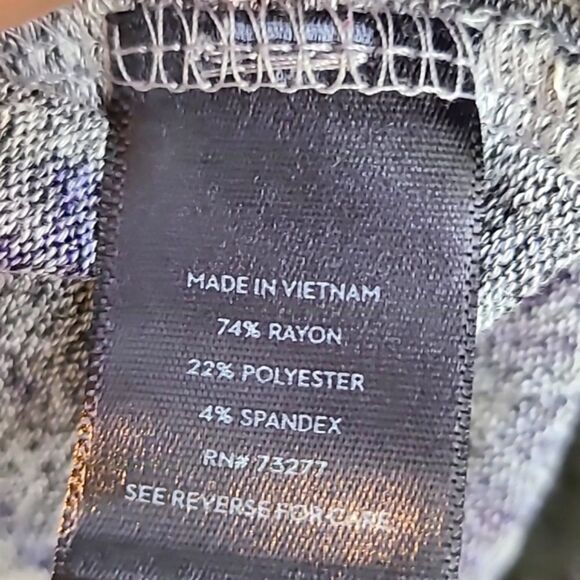 MADE IN VIETNAM
74% RAYON
22% POLYESTER
4% SPANDEX
RN# 73277
SEE REVERSE FOR CARE